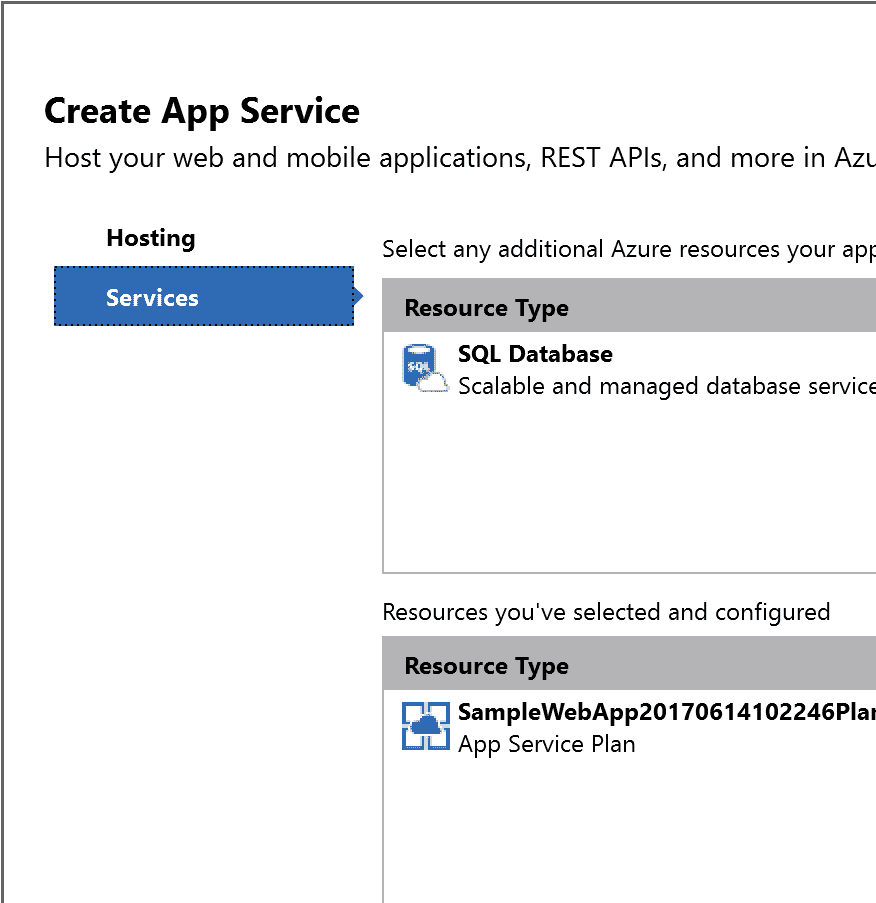 Create App Service
Host your web and mobile applications, REST APIs, and more in
Hosting
Services
Select any additional Azure resources your app
Resource Type
SQL
SQL Database
Scalable and managed database service
Resources you've selected and configured
Resource Type
SampleWebApp20170614102246Plan
App Service Plan